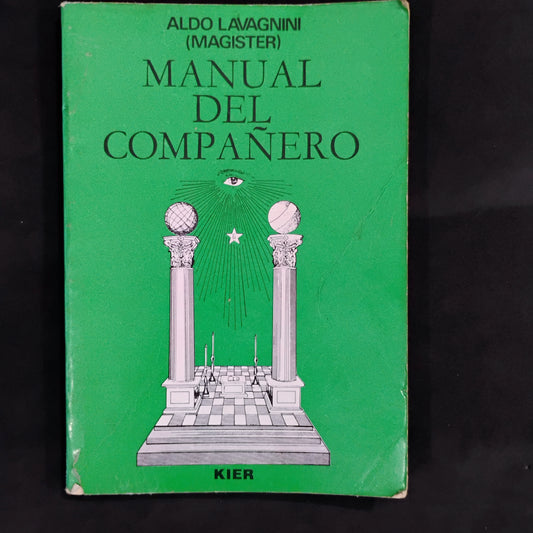 ALDO LAVAGNINI
(MAGISTER)
MANUAL
DEL
COMPAÑERO
KIER